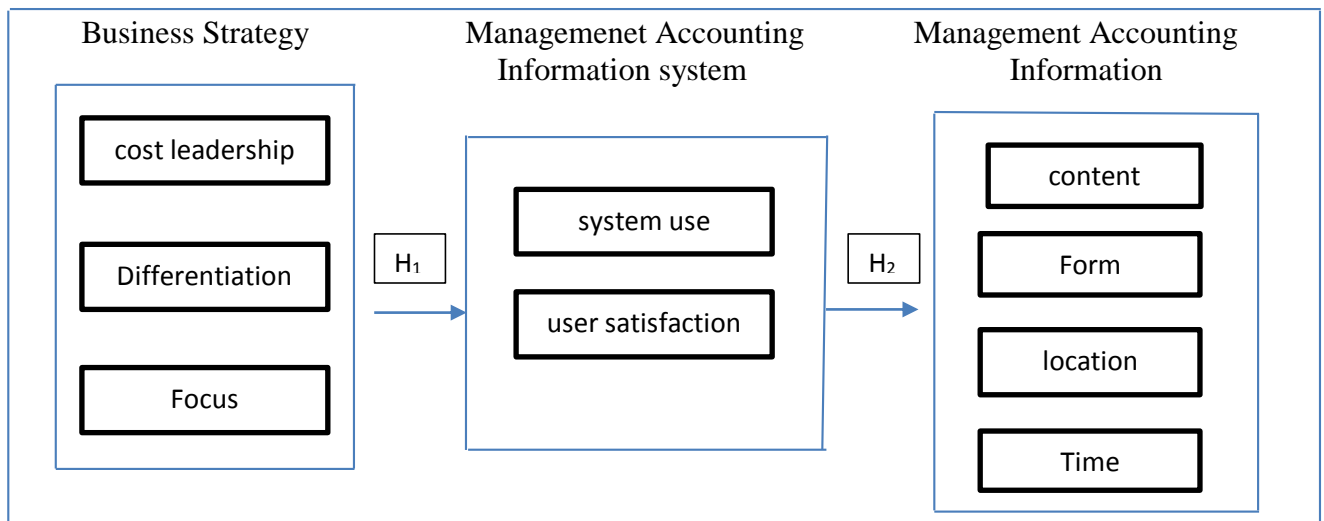 Business Strategy
Managemenet Accounting
Information system
Management Accounting
Information
cost leadership
Differentiation
Focus
H₁
system use
user satisfaction
H₂
content
Form
location
Time